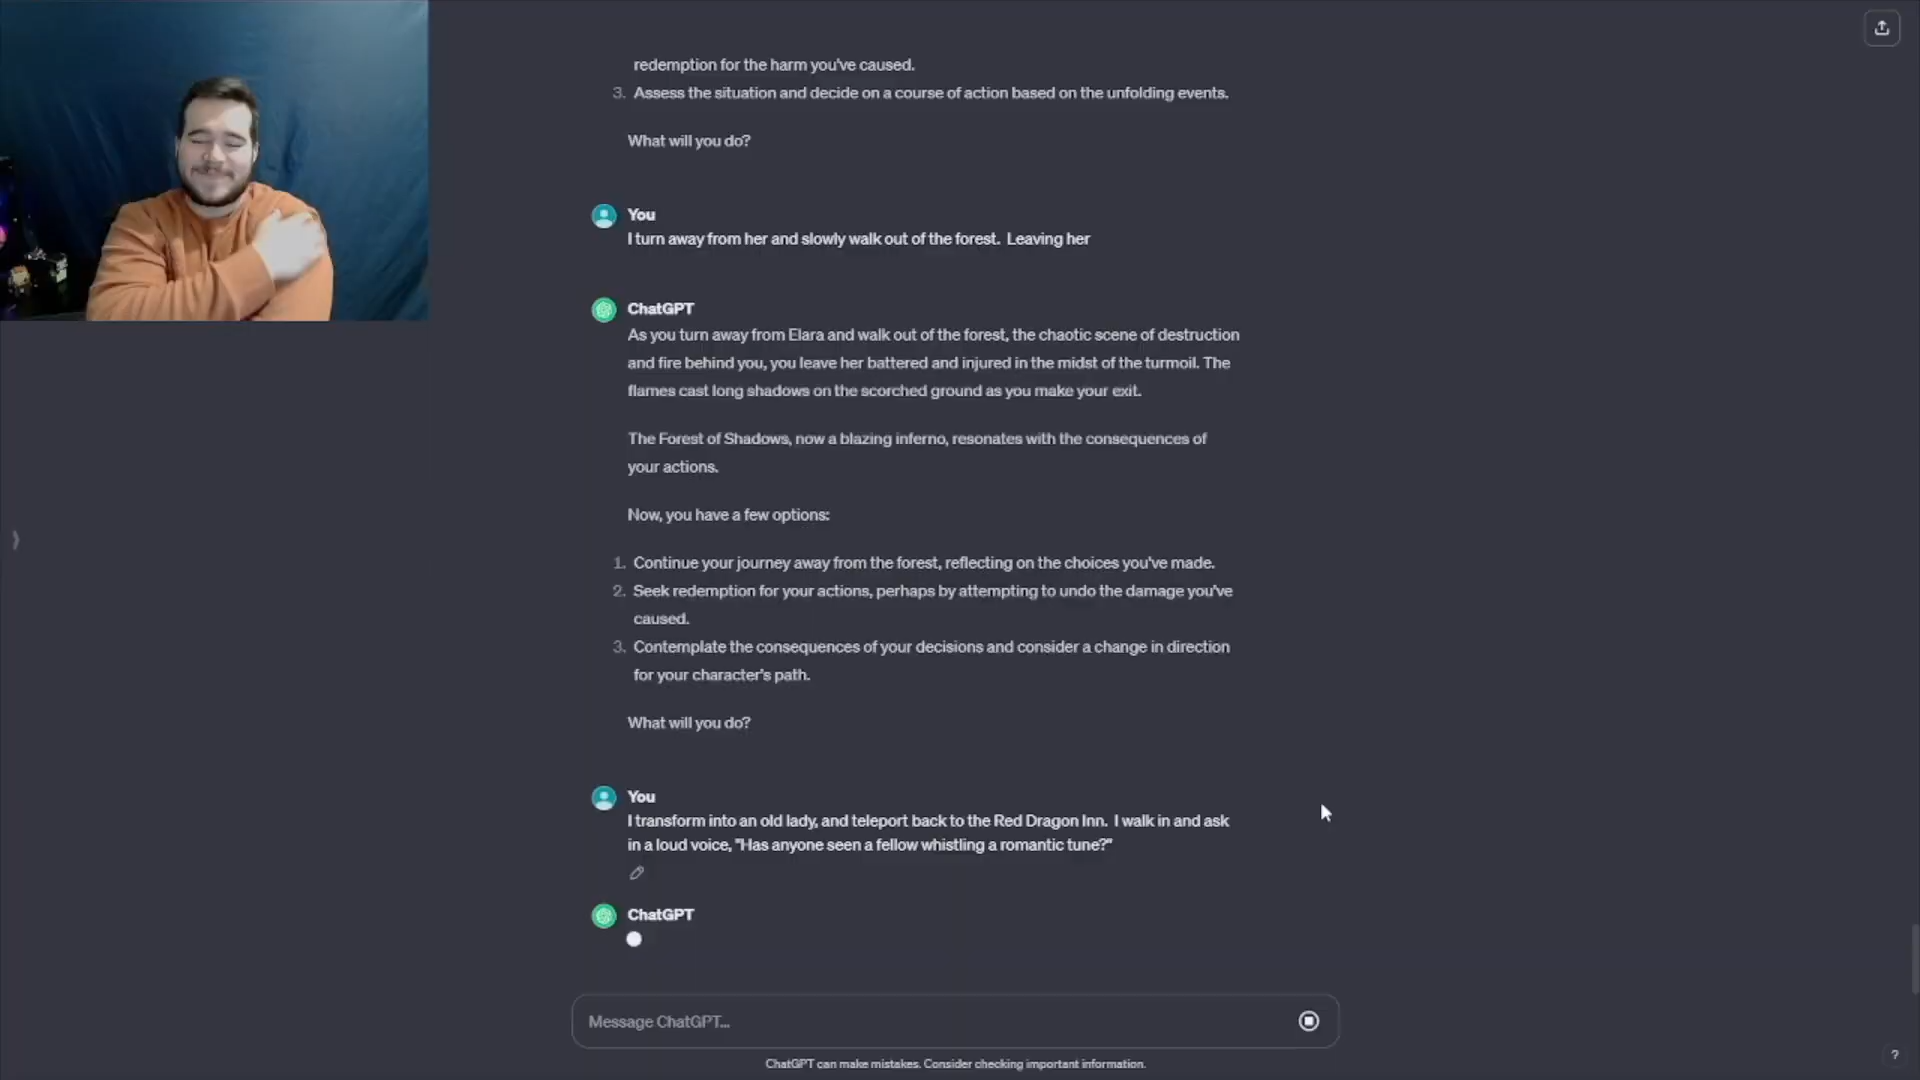 redemption for the harm you've caused.
3. Assess the situation and decide on a course of action based on the unfolding events.
What will you do?
You
I turn away from her and slowly walk out of the forest.  Leaving her
ChatGPT
As you turn away from Elara and walk out of the forest, the chaotic scene of destruction
and fire behind you, you leave her battered and injured in the midst of the turmoil. The
flames cast long shadows on the scorched ground as you make your exit.
The Forest of Shadows, now a blazing inferno, resonates with the consequences of
your actions.
Now, you have a few options:
1. Continue your journey away from the forest, reflecting on the choices you've made.
2. Seek redemption for your actions, perhaps by attempting to undo the damage you've
caused.
3. Contemplate the consequences of your decisions and consider a change in direction
for your character's path.
What will you do?
You
I transform into an old lady, and teleport back to the Red Dragon Inn.  I walk in and ask
in a loud voice, "Has anyone seen a fellow whistling a romantic tune?"
ChatGPT
Message ChatGPT...
ChatGPT can make mistakes. Consider checking important information.
?